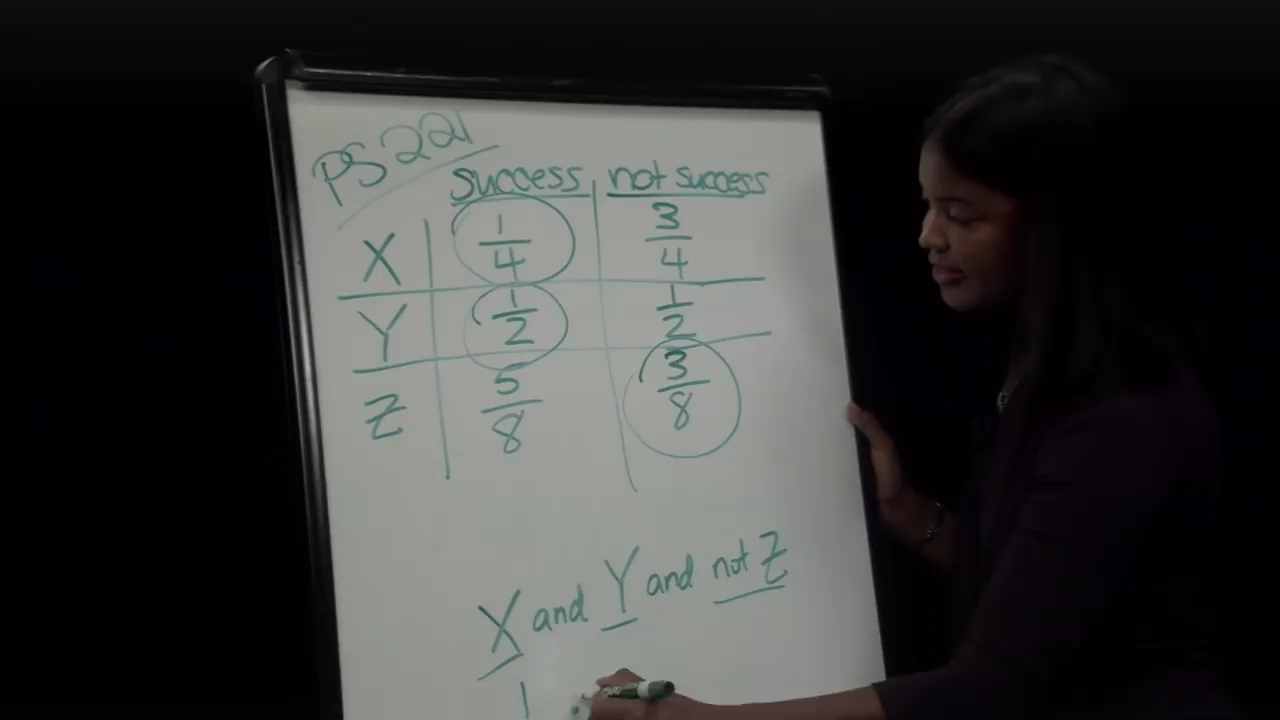 PS 221
success not success
X 1/4 3/4
Y 1/2 1/2
Z 5/8 3/8
X and Y and not Z
1